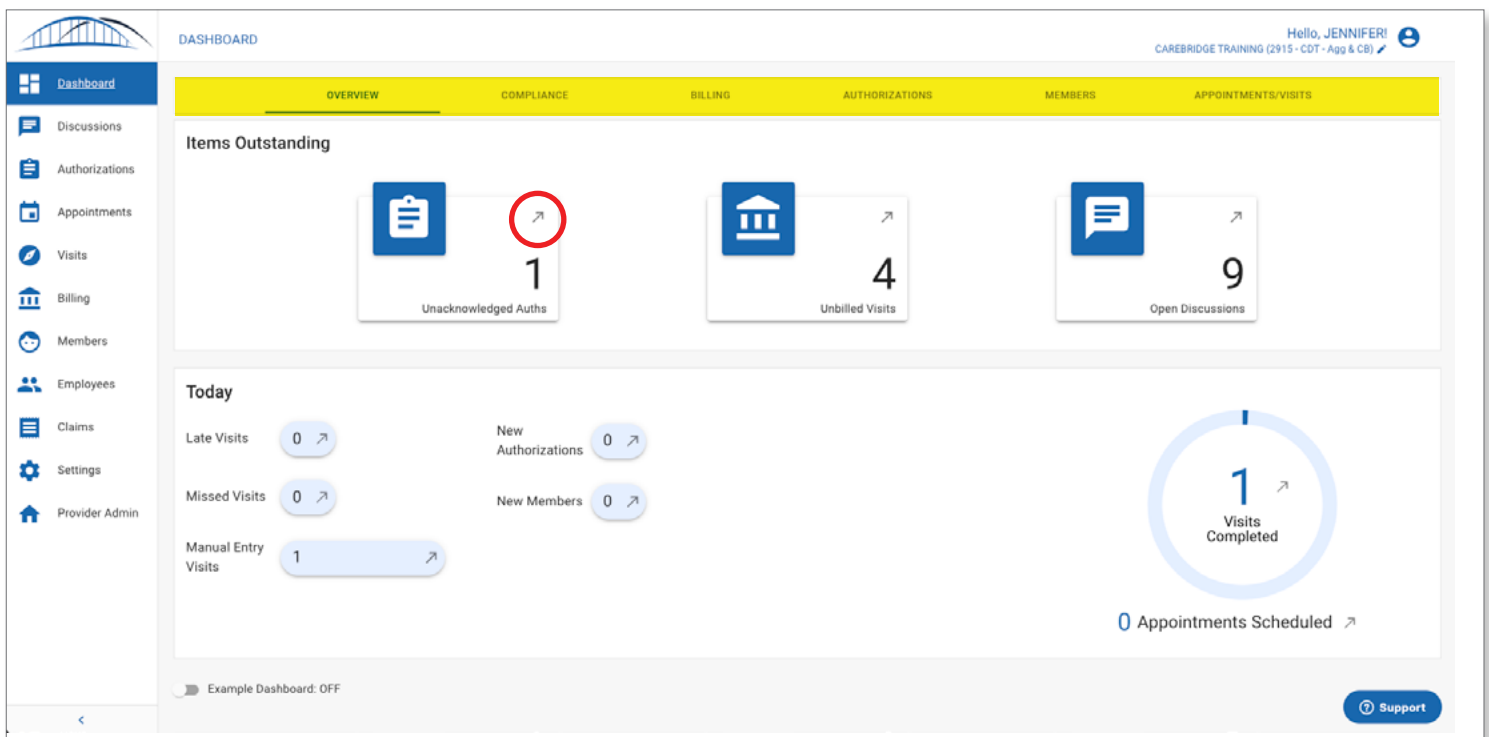 DASHBOARD
Hello, JENNIFER!
CAREBRIDGE TRAINING (2915 - CDT - Agg & CB)
Dashboard
Discussions
Authorizations
Appointments
Visits
Billing
Members
Employees
Claims
Settings
Provider Admin
OVERVIEW COMPLIANCE BILLING AUTHORIZATIONS MEMBERS APPOINTMENTS/VISITS
Items Outstanding
1
Unacknowledged Auths
4
Unbilled Visits
9
Open Discussions
Today
Late Visits 0
Missed Visits 0
Manual Entry
Visits
1
New
Authorizations
0
New Members 0
1
Visits
Completed
0 Appointments Scheduled
Example Dashboard: OFF
Support